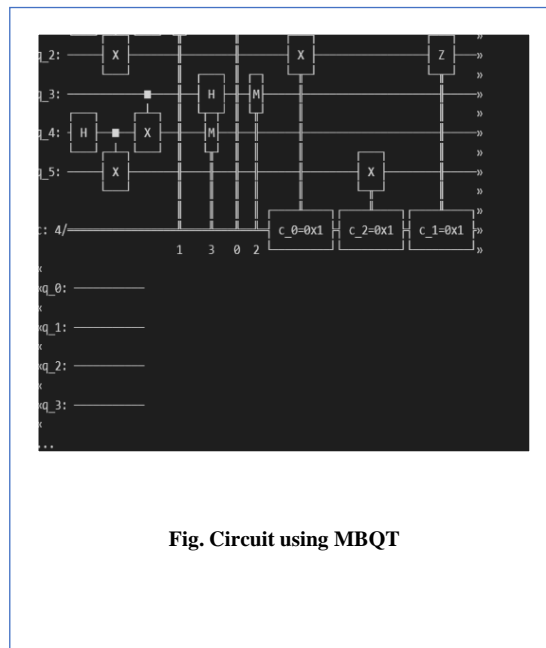 q_2: X X Z »
»
q_3: H M »
»
q_4: H X M »
»
q_5: X X »
»
c: 4/ c_0=0x1 c_2=0x1 c_1=0x1 »
1 3 0 2 »
«
«q_0:
«
«q_1:
«
«q_2:
«
«q_3:
«
...
Fig. Circuit using MBQT